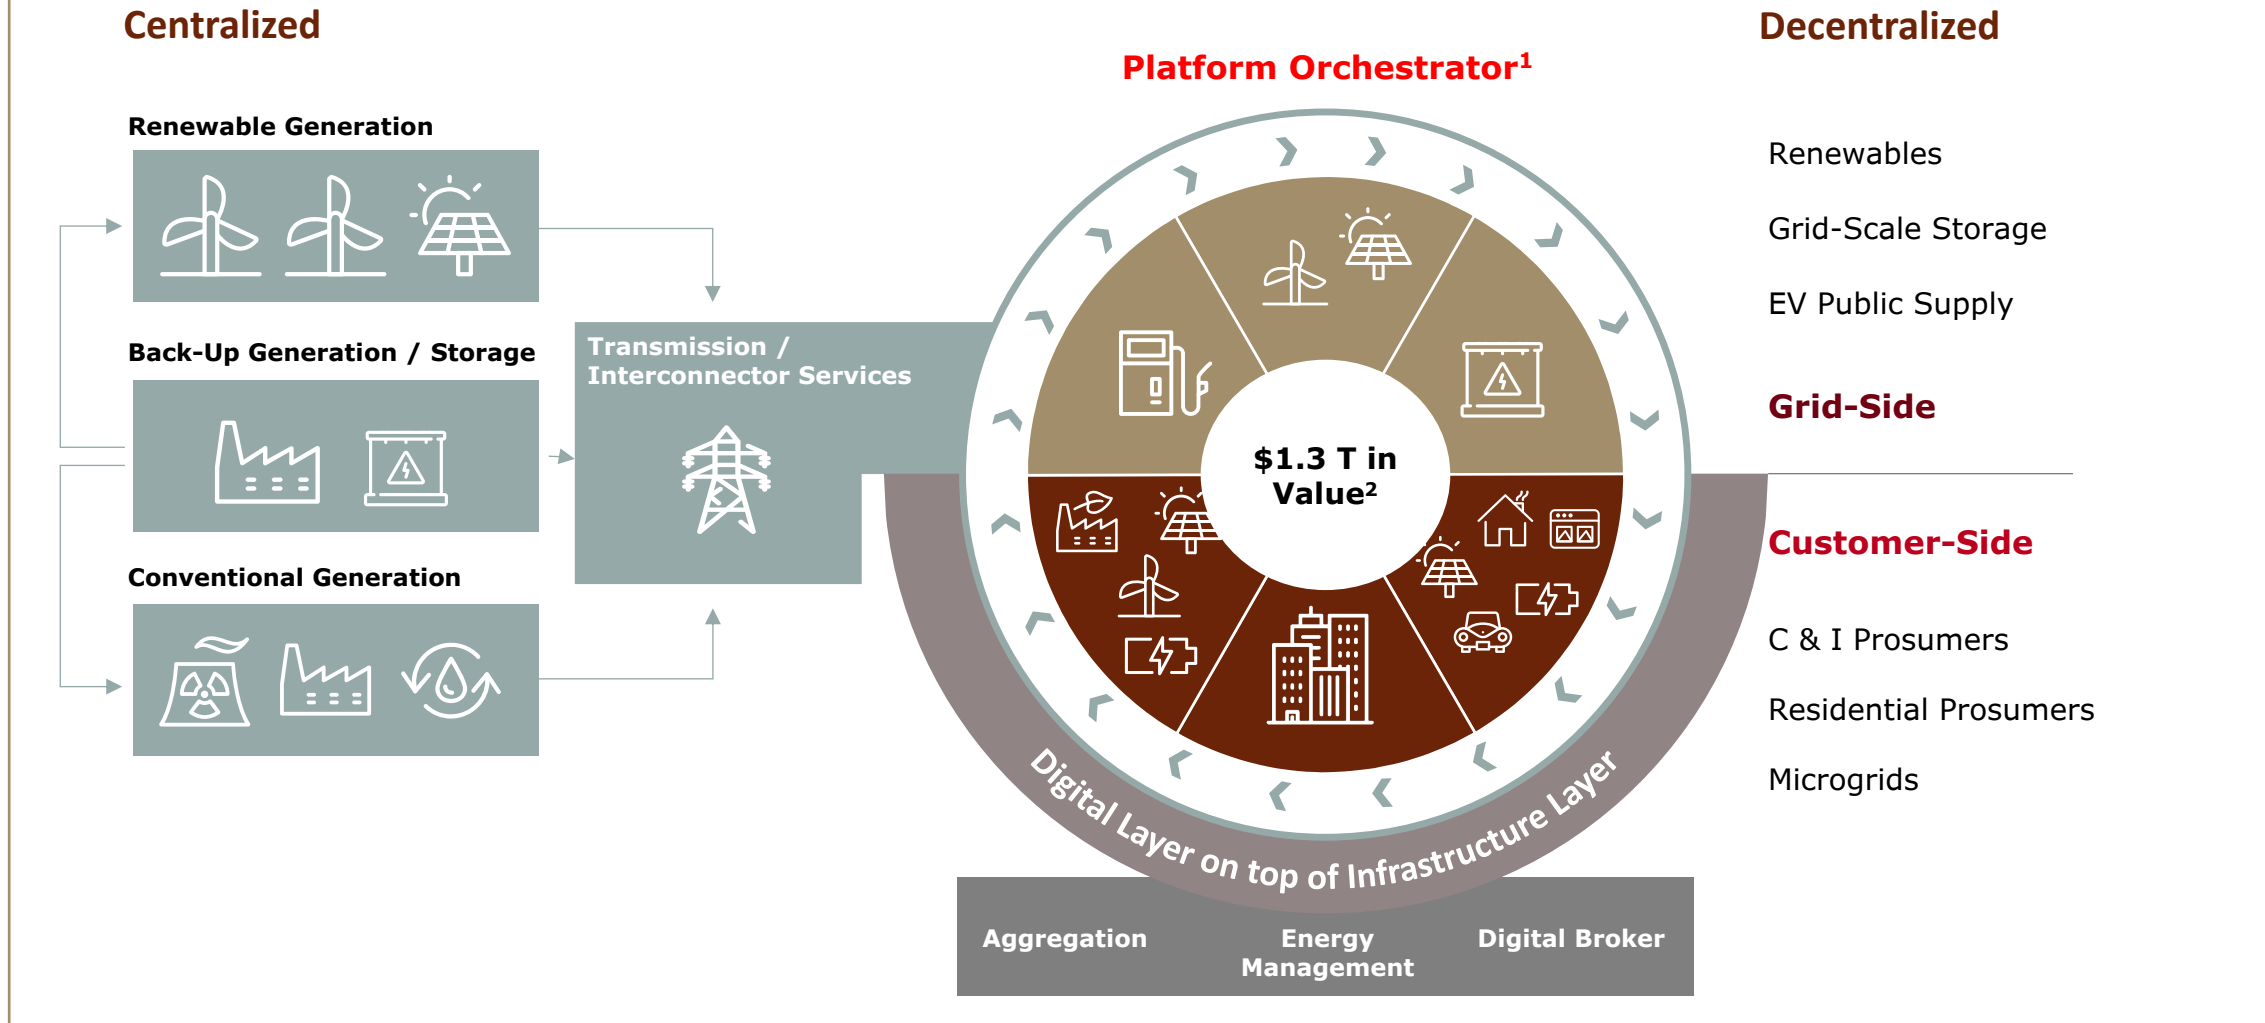 Centralized
Decentralized
Platform Orchestrator¹
Renewable Generation
Back-Up Generation / Storage
Conventional Generation
Transmission /
Interconnector Services
$1.3 T in
Value²
Digital Layer on top of Infrastructure Layer
Aggregation
Energy
Management
Digital Broker
Renewables
Grid-Scale Storage
EV Public Supply
Grid-Side
Customer-Side
C & I Prosumers
Residential Prosumers
Microgrids